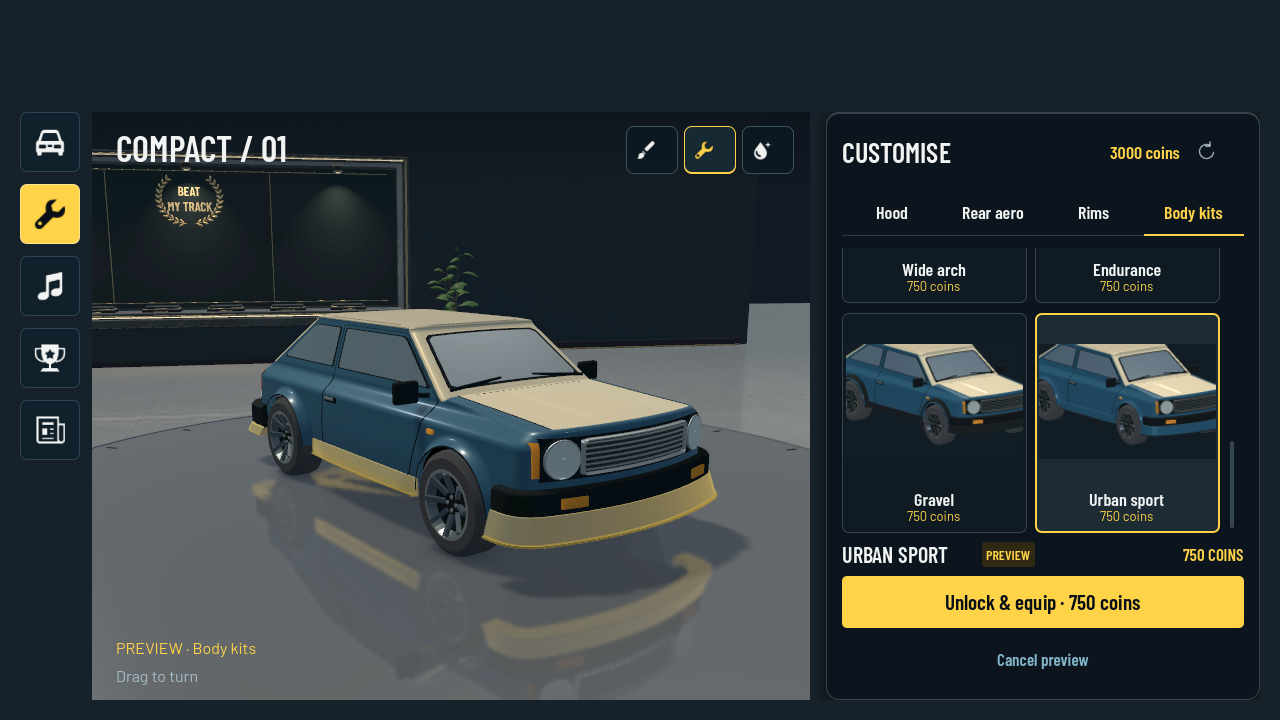 COMPACT / 01
BEAT
MY TRACK
PREVIEW · Body kits
Drag to turn
CUSTOMISE
3000 coins
Hood
Rear aero
Rims
Body kits
Wide arch
750 coins
Endurance
750 coins
Gravel
750 coins
Urban sport
750 coins
URBAN SPORT
PREVIEW
750 COINS
Unlock & equip · 750 coins
Cancel preview